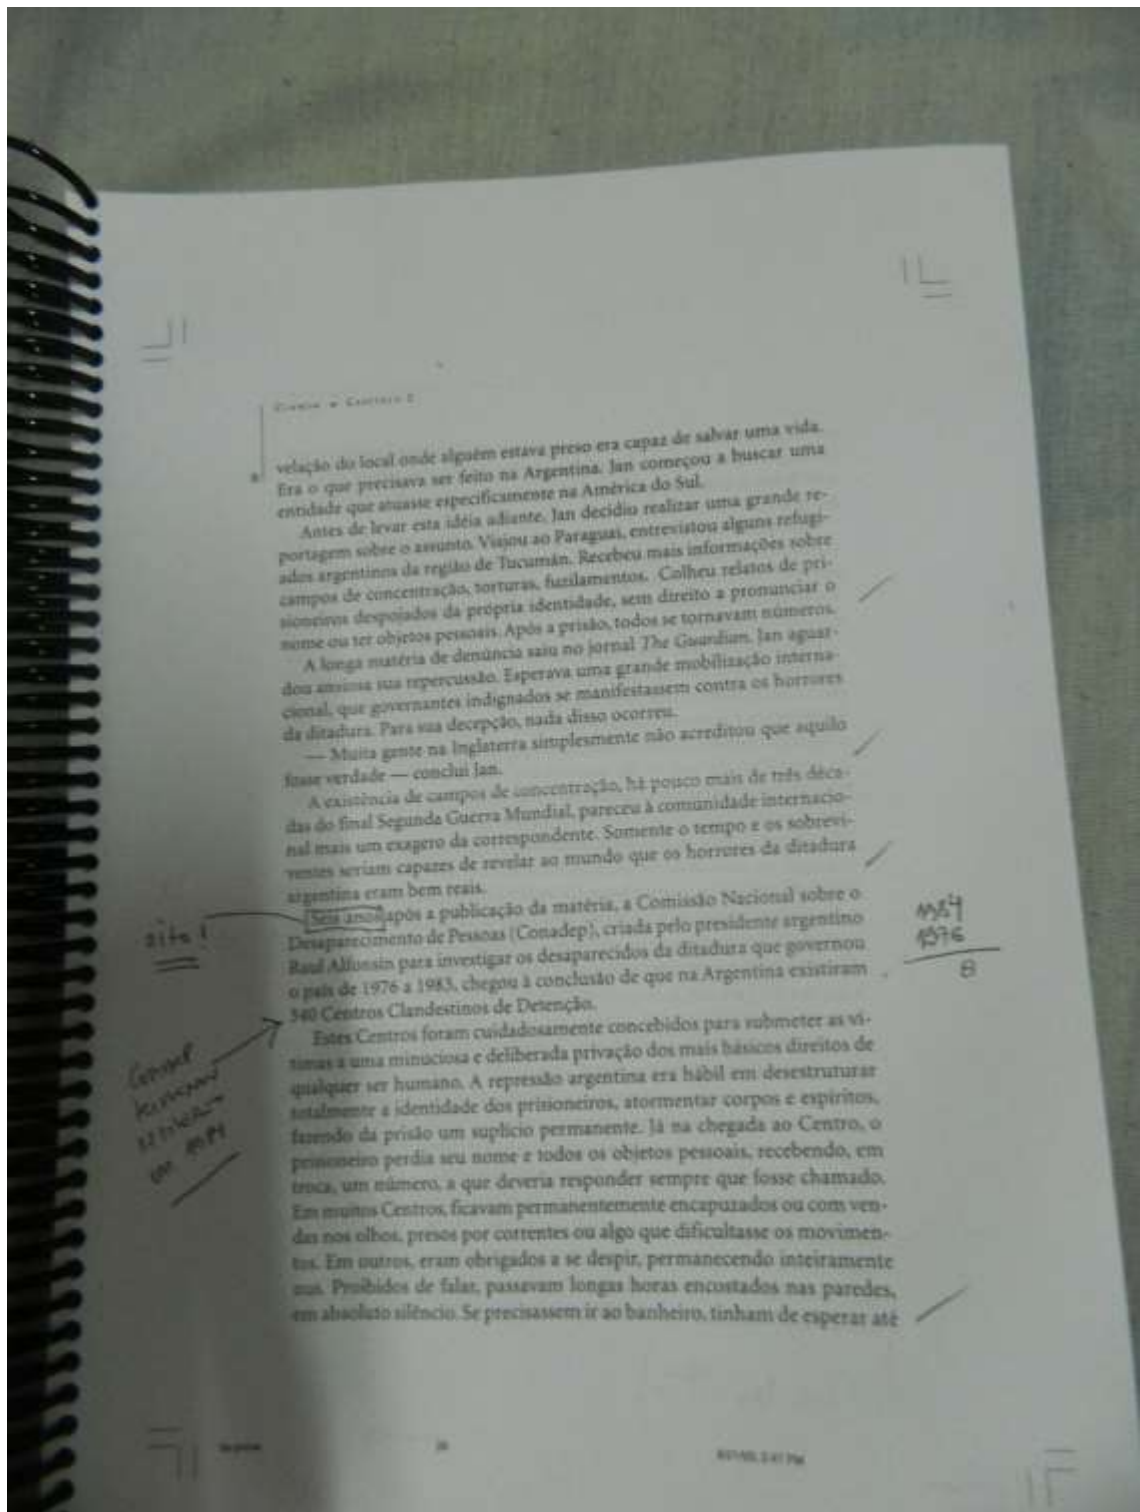 velação do local onde alguém estava preso era capaz de salvar uma vida.
Era o que precisava ser feito na Argentina. Jan começou a buscar uma
entidade que atuasse especificamente na América do Sul.
Antes de levar esta idéia adiante, Jan decidiu realizar uma grande re-
portagem sobre o assunto. Viajou ao Paraguai, entrevistou alguns refugi-
ados argentinos da região de Tucumán. Recebeu mais informações sobre
campos de concentração, torturas, fuzilamentos. Colheu relatos de pri-
sioneiros despojados da própria identidade, sem direito a pronunciar o
nome ou ter objetos pessoais. Após a prisão, todos se tornavam números.
A longa matéria de denúncia saiu no jornal The Guardian. Jan aguar-
dou ansiosa sua repercussão. Esperava uma grande mobilização interna-
cional, que governantes indignados se manifestassem contra os horrores
da ditadura. Para sua decepção, nada disso ocorreu.
— Muita gente na Inglaterra simplesmente não acreditou que aquilo
fosse verdade — conclui Jan.
A existência de campos de concentração, há pouco mais de três déca-
das do final Segunda Guerra Mundial, pareceu à comunidade internacio-
nal mais um exagero da correspondente. Somente o tempo e os sobrevi-
ventes seriam capazes de revelar ao mundo que os horrores da ditadura
argentina eram bem reais.
oito!
Seis anos após a publicação da matéria, a Comissão Nacional sobre o
Desaparecimento de Pessoas (Conadep), criada pelo presidente argentino
Raul Alfonsín para investigar os desaparecidos da ditadura que governou
o país de 1976 a 1983, chegou à conclusão de que na Argentina existiram
340 Centros Clandestinos de Detenção.
1984
1976
8
Estes Centros foram cuidadosamente concebidos para submeter as ví-
timas a uma minuciosa e deliberada privação dos mais básicos direitos de
qualquer ser humano. A repressão argentina era hábil em desestruturar
totalmente a identidade dos prisioneiros, atormentar corpos e espíritos,
fazendo da prisão um suplício permanente. Já na chegada ao Centro, o
prisioneiro perdia seu nome e todos os objetos pessoais, recebendo, em
troca, um número, a que deveria responder sempre que fosse chamado.
Em muitos Centros, ficavam permanentemente encapuzados ou com ven-
das nos olhos, presos por correntes ou algo que dificultasse os movimen-
tos. Em outros, eram obrigados a se despir, permanecendo inteiramente
nus. Proibidos de falar, passavam longas horas encostados nas paredes,
em absoluto silêncio. Se precisassem ir ao banheiro, tinham de esperar até